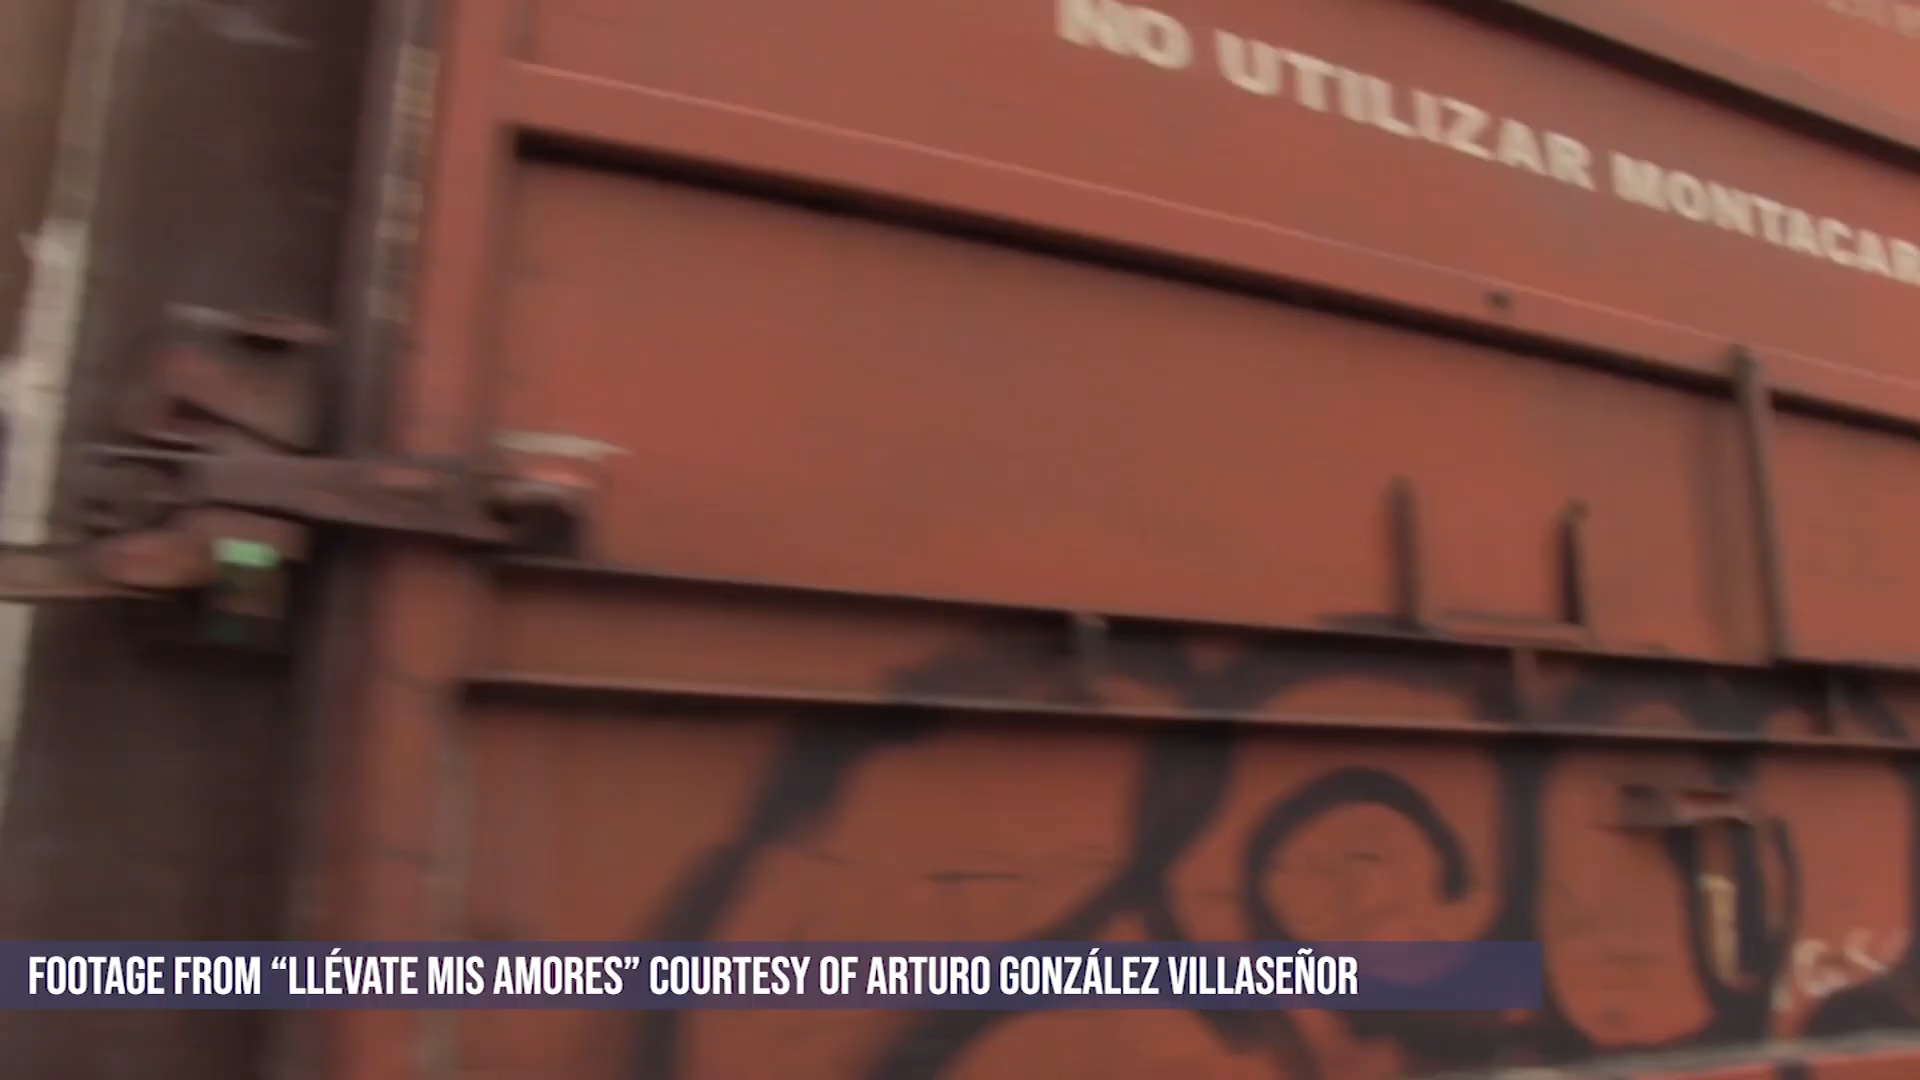 NO UTILIZAR MONTACAR
FOOTAGE FROM “LLÉVATE MIS AMORES” COURTESY OF ARTURO GONZÁLEZ VILLASEÑOR